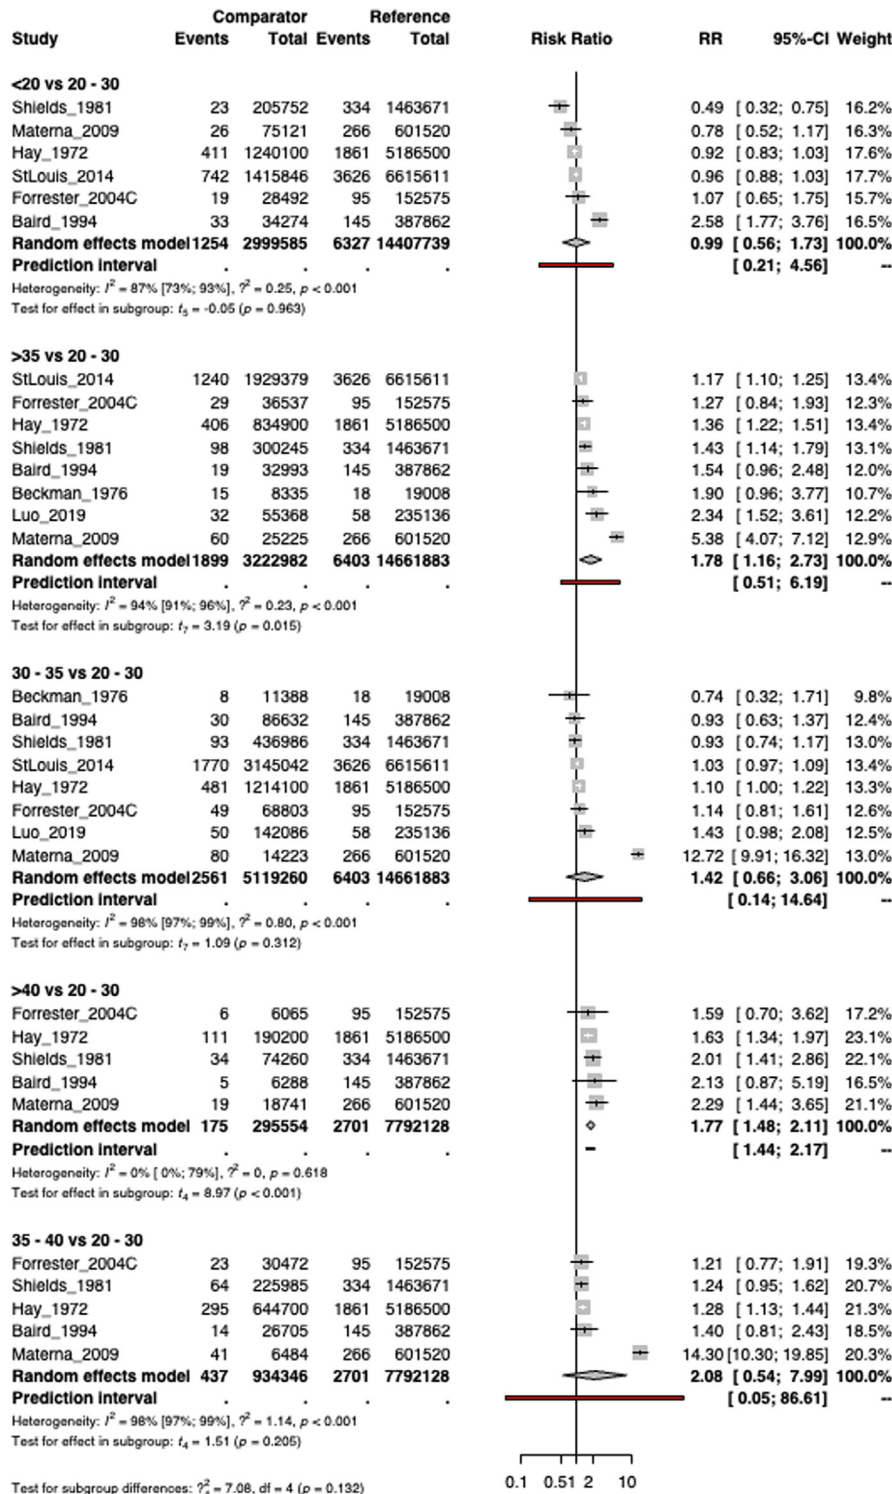 Comparator Reference
Study Events Total Events Total Risk Ratio RR 95%-CI Weight
<20 vs 20 - 30
Shields_1981 23 205752 334 1463671 0.49 [ 0.32; 0.75] 16.2%
Materna_2009 26 75121 266 601520 0.78 [ 0.52; 1.17] 16.3%
Hay_1972 411 1240100 1861 5186500 0.92 [ 0.83; 1.03] 17.6%
StLouis_2014 742 1415846 3626 6615611 0.96 [ 0.88; 1.03] 17.7%
Forrester_2004C 19 28492 95 152575 1.07 [ 0.65; 1.75] 15.7%
Baird_1994 33 34274 145 387862 2.58 [ 1.77; 3.76] 16.5%
Random effects model 1254 2999585 6327 14407739 0.99 [ 0.56; 1.73] 100.0%
Prediction interval . . . . [ 0.21; 4.56] --
Heterogeneity: I² = 87% [73%; 93%], ?² = 0.25, p < 0.001
Test for effect in subgroup: t₅ = -0.05 (p = 0.963)
>35 vs 20 - 30
StLouis_2014 1240 1929379 3626 6615611 1.17 [ 1.10; 1.25] 13.4%
Forrester_2004C 29 36537 95 152575 1.27 [ 0.84; 1.93] 12.3%
Hay_1972 406 834900 1861 5186500 1.36 [ 1.22; 1.51] 13.4%
Shields_1981 98 300245 334 1463671 1.43 [ 1.14; 1.79] 13.1%
Baird_1994 19 32993 145 387862 1.54 [ 0.96; 2.48] 12.0%
Beckman_1976 15 8335 18 19008 1.90 [ 0.96; 3.77] 10.7%
Luo_2019 32 55368 58 235136 2.34 [ 1.52; 3.61] 12.2%
Materna_2009 60 25225 266 601520 5.38 [ 4.07; 7.12] 12.9%
Random effects model 1899 3222982 6403 14661883 1.78 [ 1.16; 2.73] 100.0%
Prediction interval . . . . [ 0.51; 6.19] --
Heterogeneity: I² = 94% [91%; 96%], ?² = 0.23, p < 0.001
Test for effect in subgroup: t₇ = 3.19 (p = 0.015)
30 - 35 vs 20 - 30
Beckman_1976 8 11388 18 19008 0.74 [ 0.32; 1.71] 9.8%
Baird_1994 30 86632 145 387862 0.93 [ 0.63; 1.37] 12.4%
Shields_1981 93 436986 334 1463671 0.93 [ 0.74; 1.17] 13.0%
StLouis_2014 1770 3145042 3626 6615611 1.03 [ 0.97; 1.09] 13.4%
Hay_1972 481 1214100 1861 5186500 1.10 [ 1.00; 1.22] 13.3%
Forrester_2004C 49 68803 95 152575 1.14 [ 0.81; 1.61] 12.6%
Luo_2019 50 142086 58 235136 1.43 [ 0.98; 2.08] 12.5%
Materna_2009 80 14223 266 601520 12.72 [ 9.91; 16.32] 13.0%
Random effects model 2561 5119260 6403 14661883 1.42 [ 0.66; 3.06] 100.0%
Prediction interval . . . . [ 0.14; 14.64] --
Heterogeneity: I² = 98% [97%; 99%], ?² = 0.80, p < 0.001
Test for effect in subgroup: t₇ = 1.09 (p = 0.312)
>40 vs 20 - 30
Forrester_2004C 6 6065 95 152575 1.59 [ 0.70; 3.62] 17.2%
Hay_1972 111 190200 1861 5186500 1.63 [ 1.34; 1.97] 23.1%
Shields_1981 34 74260 334 1463671 2.01 [ 1.41; 2.86] 22.1%
Baird_1994 5 6288 145 387862 2.13 [ 0.87; 5.19] 16.5%
Materna_2009 19 18741 266 601520 2.29 [ 1.44; 3.65] 21.1%
Random effects model 175 295554 2701 7792128 1.77 [ 1.48; 2.11] 100.0%
Prediction interval . . . . [ 1.44; 2.17] --
Heterogeneity: I² = 0% [ 0%; 79%], ?² = 0, p = 0.618
Test for effect in subgroup: t₄ = 8.97 (p < 0.001)
35 - 40 vs 20 - 30
Forrester_2004C 23 30472 95 152575 1.21 [ 0.77; 1.91] 19.3%
Shields_1981 64 225985 334 1463671 1.24 [ 0.95; 1.62] 20.7%
Hay_1972 295 644700 1861 5186500 1.28 [ 1.13; 1.44] 21.3%
Baird_1994 14 26705 145 387862 1.40 [ 0.81; 2.43] 18.5%
Materna_2009 41 6484 266 601520 14.30 [10.30; 19.85] 20.3%
Random effects model 437 934346 2701 7792128 2.08 [ 0.54; 7.99] 100.0%
Prediction interval . . . . [ 0.05; 86.61] --
Heterogeneity: I² = 98% [97%; 99%], ?² = 1.14, p < 0.001
Test for effect in subgroup: t₄ = 1.51 (p = 0.205)
0.1 0.51 2 10
Test for subgroup differences: ?²₄ = 7.08, df = 4 (p = 0.132)